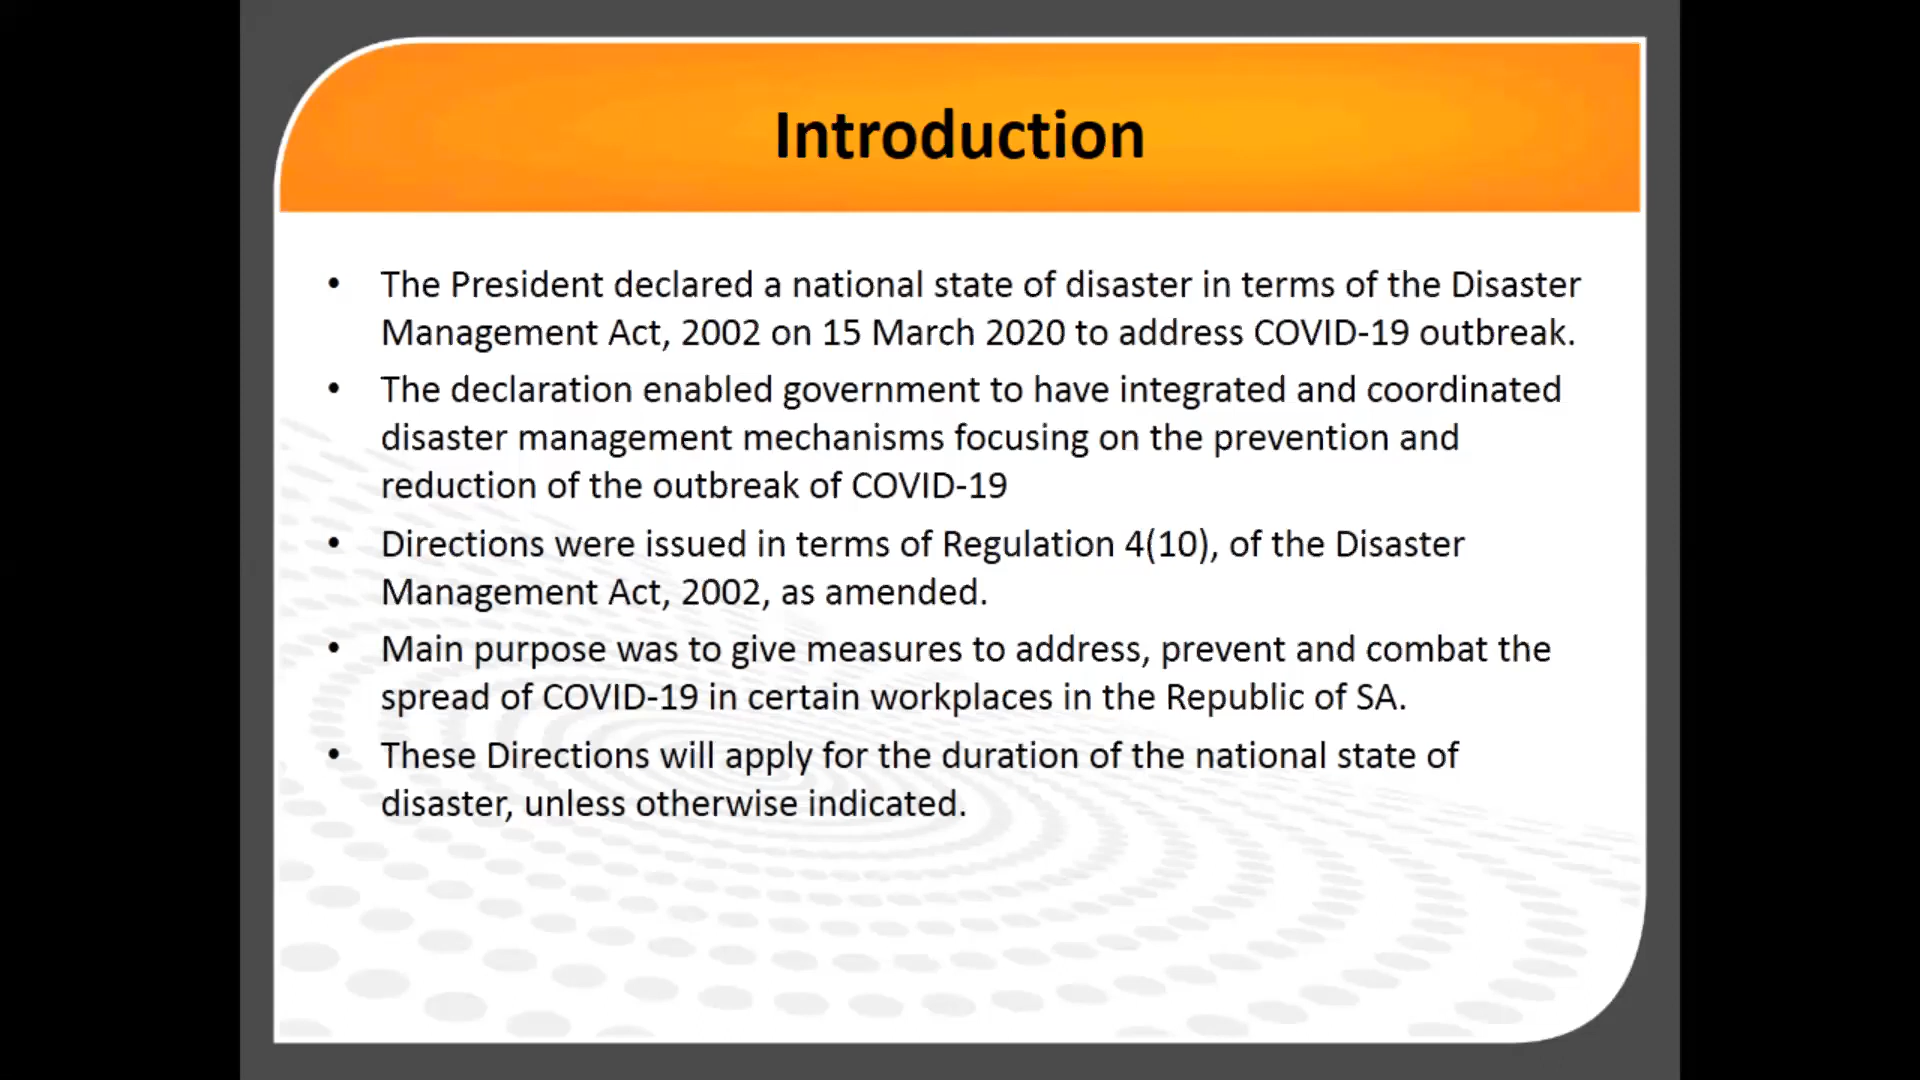 Introduction
• The President declared a national state of disaster in terms of the Disaster
Management Act, 2002 on 15 March 2020 to address COVID-19 outbreak.
• The declaration enabled government to have integrated and coordinated
disaster management mechanisms focusing on the prevention and
reduction of the outbreak of COVID-19
• Directions were issued in terms of Regulation 4(10), of the Disaster
Management Act, 2002, as amended.
• Main purpose was to give measures to address, prevent and combat the
spread of COVID-19 in certain workplaces in the Republic of SA.
• These Directions will apply for the duration of the national state of
disaster, unless otherwise indicated.